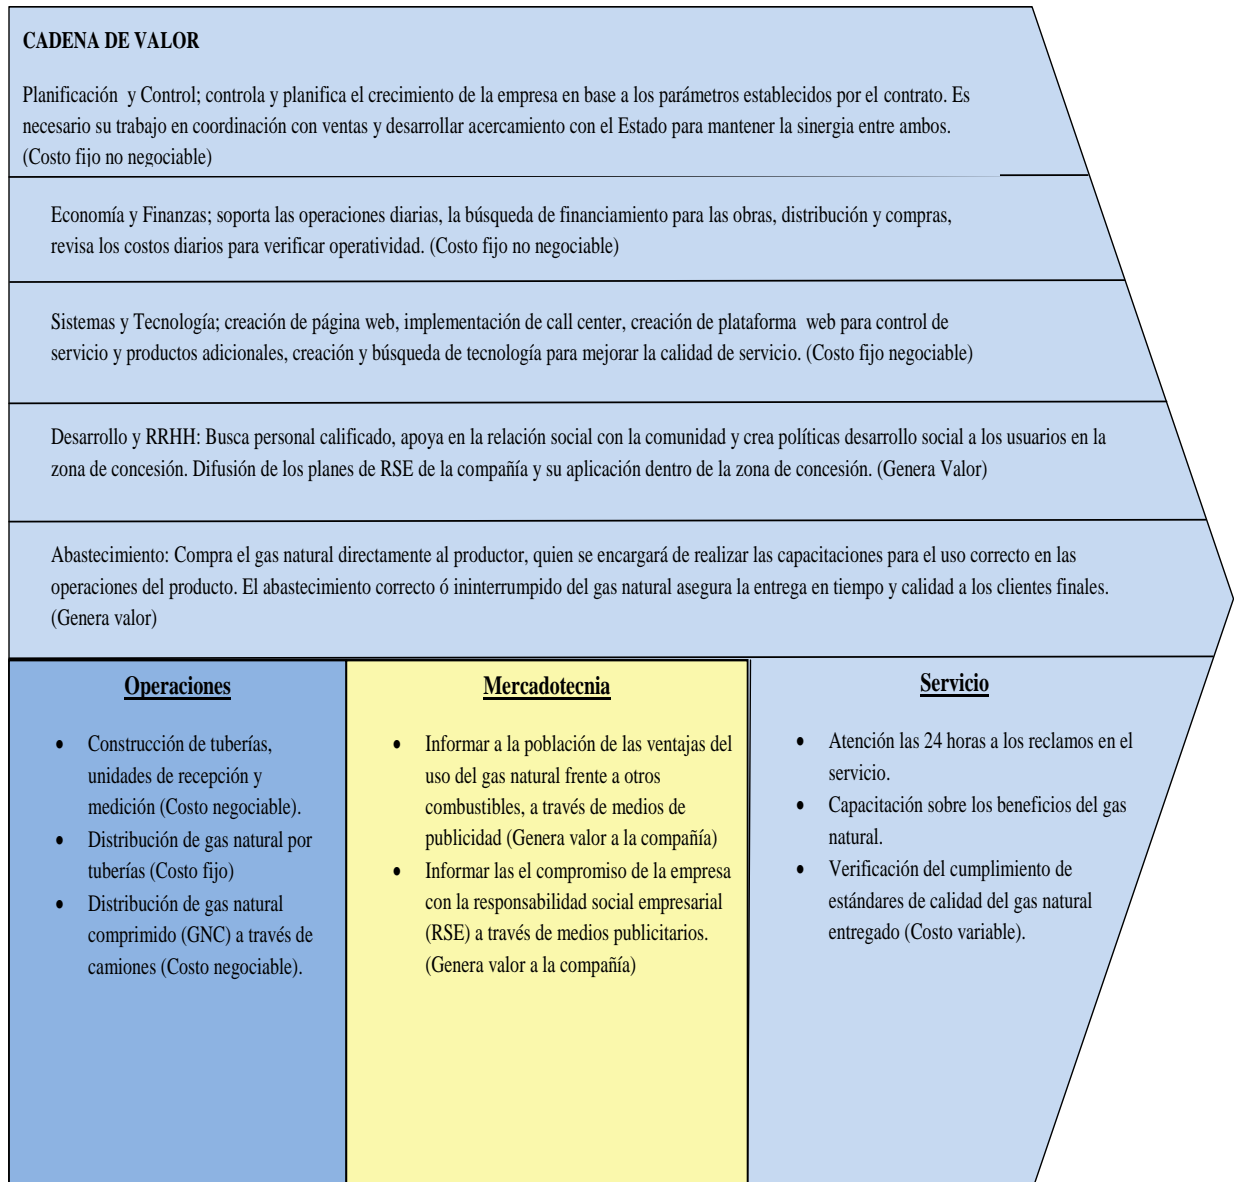 CADENA DE VALOR
Planificación y Control; controla y planifica el crecimiento de la empresa en base a los parámetros establecidos por el contrato. Es
necesario su trabajo en coordinación con ventas y desarrollar acercamiento con el Estado para mantener la sinergia entre ambos.
(Costo fijo no negociable)
Economía y Finanzas; soporta las operaciones diarias, la búsqueda de financiamiento para las obras, distribución y compras,
revisa los costos diarios para verificar operatividad. (Costo fijo no negociable)
Sistemas y Tecnología; creación de página web, implementación de call center, creación de plataforma web para control de
servicio y productos adicionales, creación y búsqueda de tecnología para mejorar la calidad de servicio. (Costo fijo negociable)
Desarrollo y RRHH: Busca personal calificado, apoya en la relación social con la comunidad y crea políticas desarrollo social a los usuarios en la
zona de concesión. Difusión de los planes de RSE de la compañía y su aplicación dentro de la zona de concesión. (Genera Valor)
Abastecimiento: Compra el gas natural directamente al productor, quien se encargará de realizar las capacitaciones para el uso correcto en las
operaciones del producto. El abastecimiento correcto ó ininterrumpido del gas natural asegura la entrega en tiempo y calidad a los clientes finales.
(Genera valor)
Operaciones
• Construcción de tuberías,
unidades de recepción y
medición (Costo negociable).
• Distribución de gas natural por
tuberías (Costo fijo)
• Distribución de gas natural
comprimido (GNC) a través de
camiones (Costo negociable).
Mercadotecnia
• Informar a la población de las ventajas del
uso del gas natural frente a otros
combustibles, a través de medios de
publicidad (Genera valor a la compañía)
• Informar las el compromiso de la empresa
con la responsabilidad social empresarial
(RSE) a través de medios publicitarios.
(Genera valor a la compañía)
Servicio
• Atención las 24 horas a los reclamos en el
servicio.
• Capacitación sobre los beneficios del gas
natural.
• Verificación del cumplimiento de
estándares de calidad del gas natural
entregado (Costo variable).